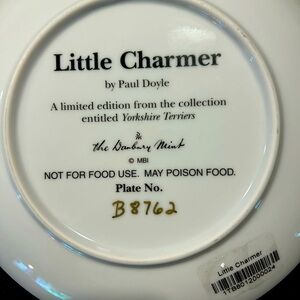 Little Charmer
by Paul Doyle
A limited edition from the collection
entitled Yorkshire Terriers
the Danbury Mint
© MBI
NOT FOR FOOD USE. MAY POISON FOOD.
Plate No.
B8762
Little Charmer